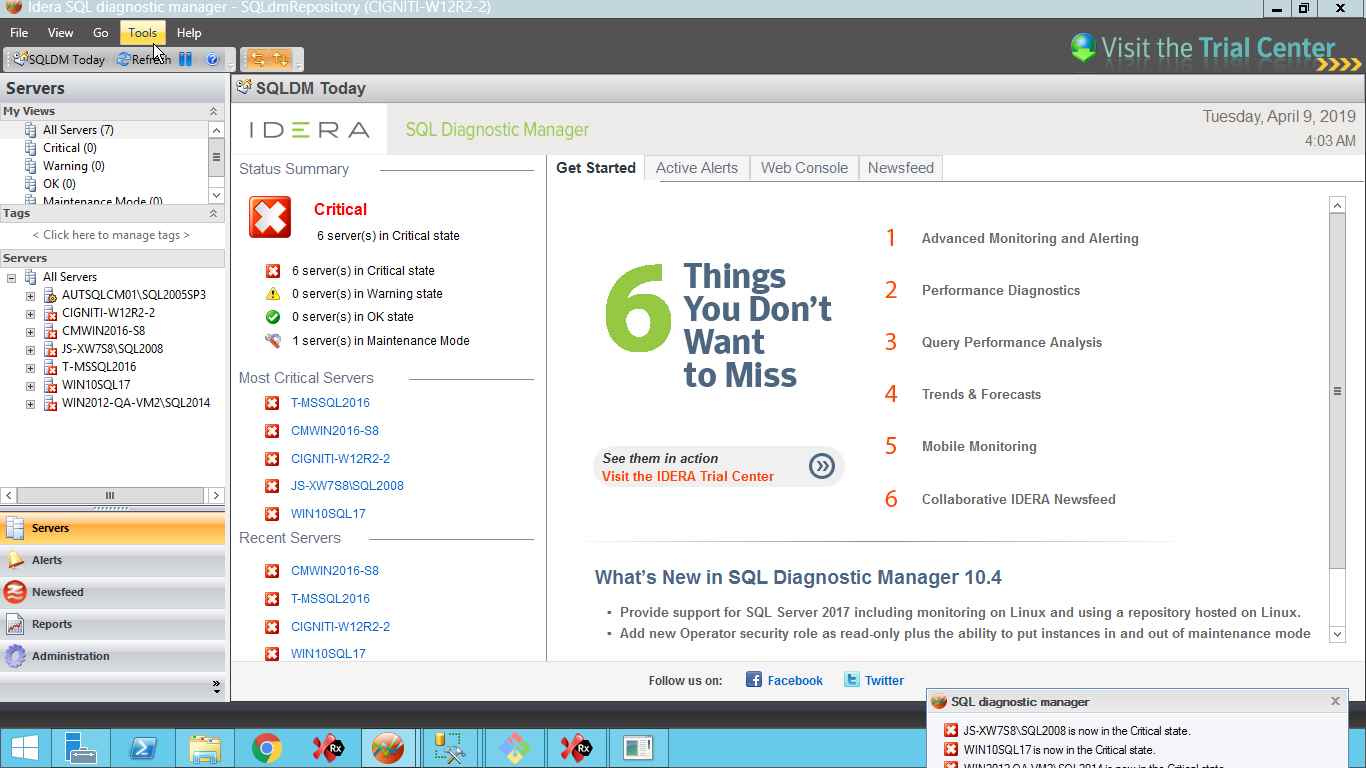 Idera SQL diagnostic manager - SQLdmRepository (CIGNITI-W12R2-2)
File View Go Tools Help
Visit the Trial Center
SQLDM Today Refresh
Servers
SQLDM Today
My Views
All Servers (7)
Critical (0)
Warning (0)
OK (0)
Maintenance Mode (0)
Tags
< Click here to manage tags >
Servers
All Servers
AUTSQLCM01\SQL2005SP3
CIGNITI-W12R2-2
CMWIN2016-S8
JS-XW7S8\SQL2008
T-MSSQL2016
WIN10SQL17
WIN2012-QA-VM2\SQL2014
Servers
Alerts
Newsfeed
Reports
Administration
IDERA SQL Diagnostic Manager
Tuesday, April 9, 2019
4:03 AM
Status Summary
Critical
6 server(s) in Critical state
6 server(s) in Critical state
0 server(s) in Warning state
0 server(s) in OK state
1 server(s) in Maintenance Mode
Most Critical Servers
T-MSSQL2016
CMWIN2016-S8
CIGNITI-W12R2-2
JS-XW7S8\SQL2008
WIN10SQL17
Recent Servers
CMWIN2016-S8
T-MSSQL2016
CIGNITI-W12R2-2
WIN10SQL17
Get Started Active Alerts Web Console Newsfeed
6 Things
You Don't
Want
to Miss
See them in action
Visit the IDERA Trial Center
1 Advanced Monitoring and Alerting
2 Performance Diagnostics
3 Query Performance Analysis
4 Trends & Forecasts
5 Mobile Monitoring
6 Collaborative IDERA Newsfeed
What's New in SQL Diagnostic Manager 10.4
• Provide support for SQL Server 2017 including monitoring on Linux and using a repository hosted on Linux.
• Add new Operator security role as read-only plus the ability to put instances in and out of maintenance mode
Follow us on: Facebook Twitter
SQL diagnostic manager
JS-XW7S8\SQL2008 is now in the Critical state.
WIN10SQL17 is now in the Critical state.
WIN2012-QA-VM2\SQL2014 is now in the Critical state.
Rx
Rx